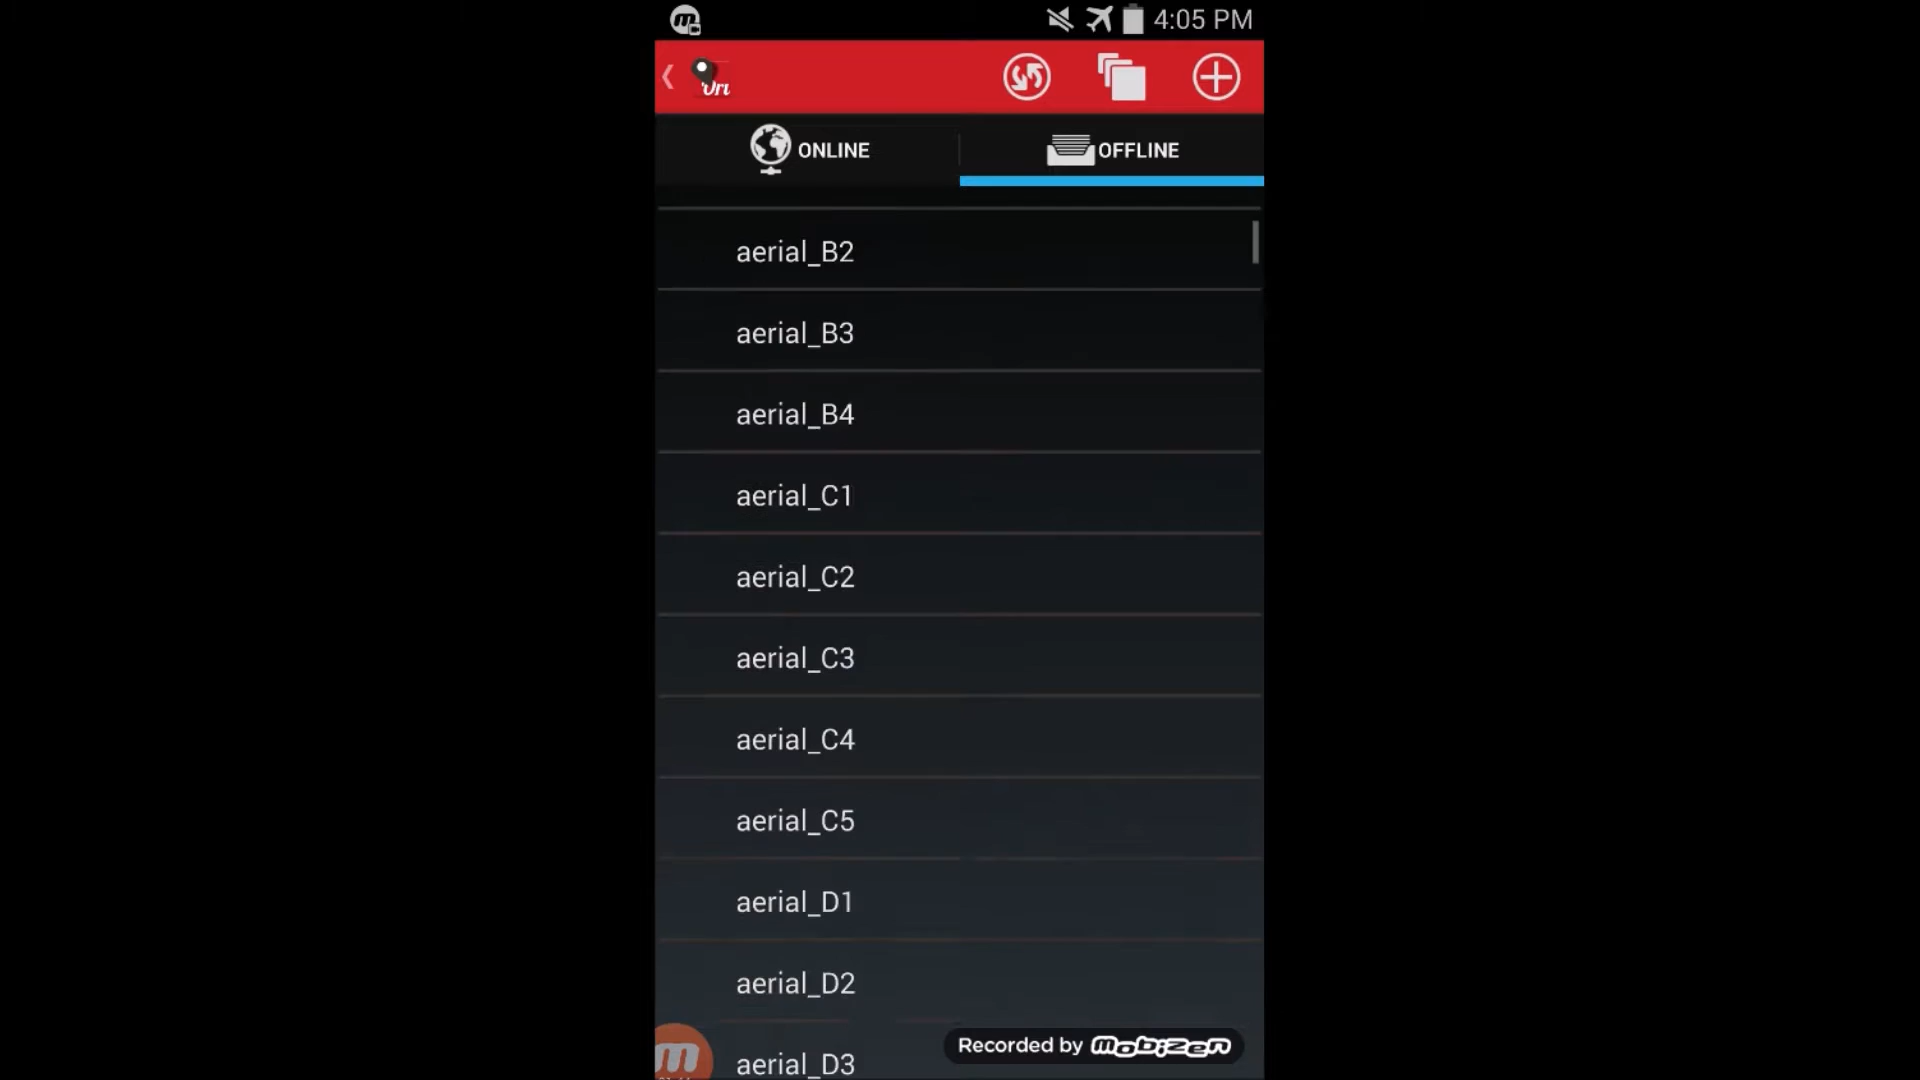 4:05 PM
Oru
ONLINE
OFFLINE
aerial_B2
aerial_B3
aerial_B4
aerial_C1
aerial_C2
aerial_C3
aerial_C4
aerial_C5
aerial_D1
aerial_D2
aerial_D3
Recorded by mobizen